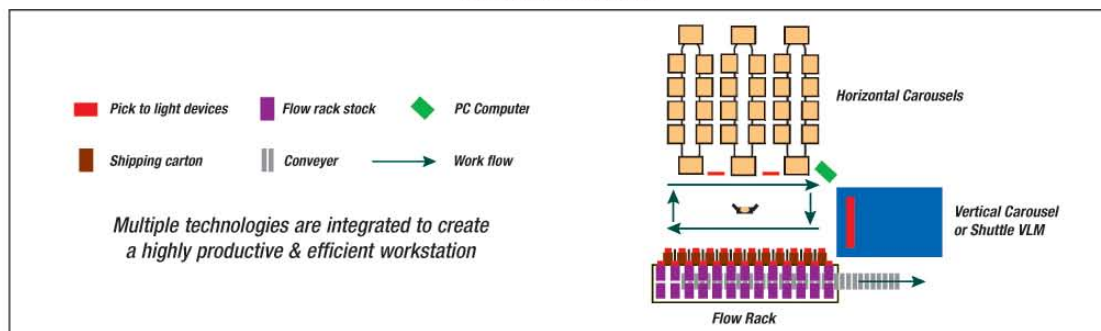 Pick to light devices
Flow rack stock
PC Computer
Shipping carton
Conveyer
Work flow
Multiple technologies are integrated to create
a highly productive & efficient workstation
Horizontal Carousels
Vertical Carousel
or Shuttle VLM
Flow Rack